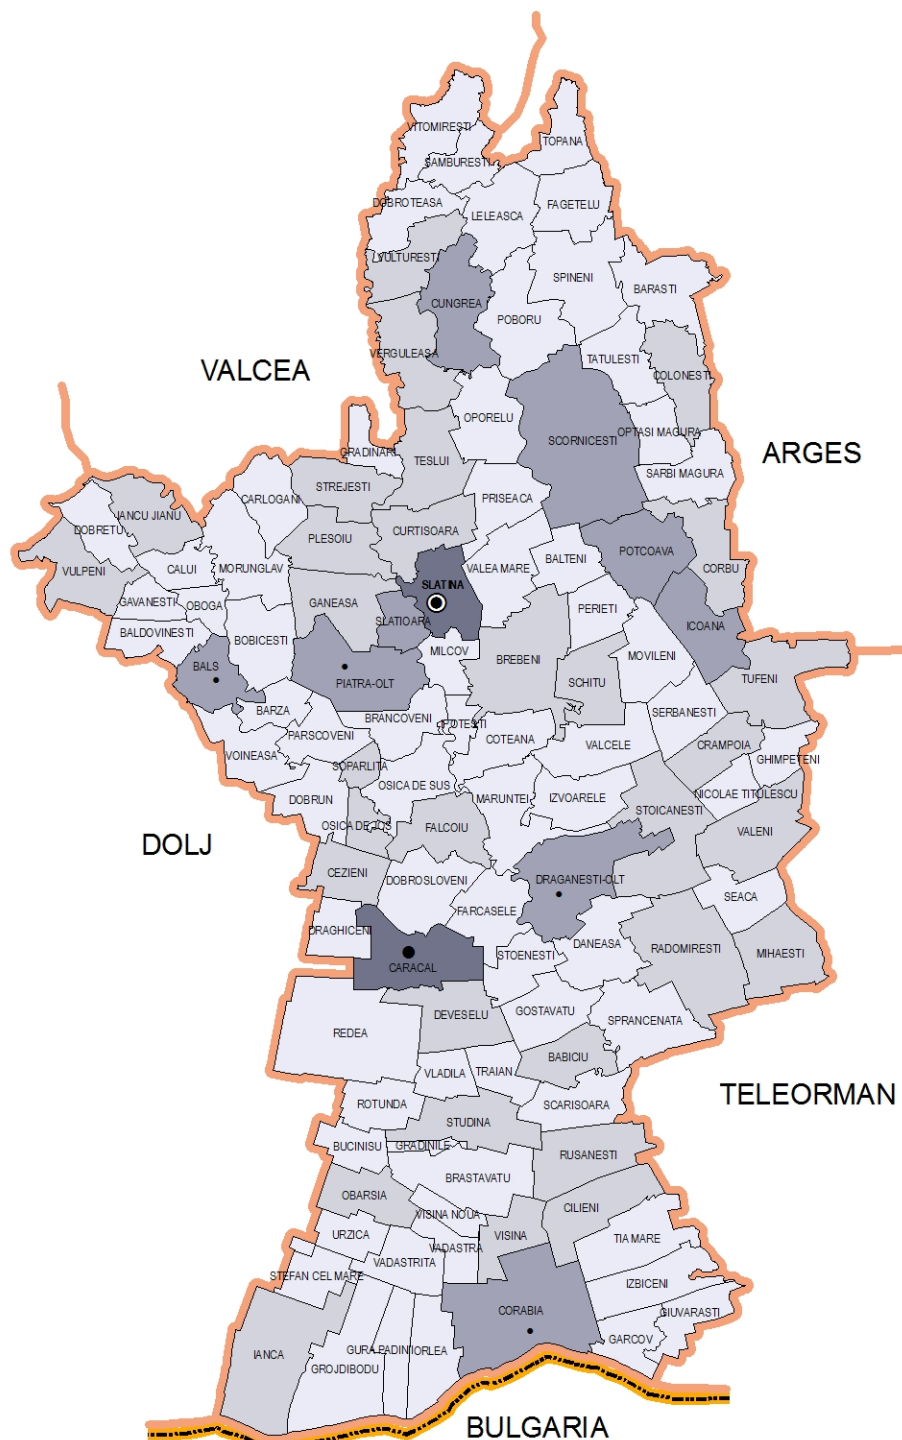 VITOMIRESTI
TOPANA
SAMBURESTI
DOBROTEASA
FAGETELU
LELEASCA
VULTURESTI
SPINENI
BARASTI
CUNGREA
POBORU
VERGULEASA
TATULESTI
VALCEA
COLONESTI
OPORELU
OPTASI MAGURA
SCORNICESTI
GRADINARI
ARGES
TESLUI
SARBI MAGURA
STREJESTI
CARLOGANI
PRISEACA
IANCU JIANU
DOBRETU
CURTISOARA
PLESOIU
POTCOAVA
BALTENI
VALEA MARE
CORBU
CALUI
MORUNGLAV
VULPENI
SLATINA
GAVANESTI
OBOGA
GANEASA
PERIETI
SLATIOARA
ICOANA
BALDOVINESTI
BOBICESTI
MILCOV
MOVILENI
BREBENI
BALS
PIATRA-OLT
SCHITU
TUFENI
SERBANESTI
BARZA
BRANCOVENI
IPOTESTI
PARSCOVENI
COTEANA
VALCELE
CRAMPOIA
VOINEASA
GHIMPETENI
SOPARLITA
OSICA DE SUS
NICOLAE TITULESCU
DOBRUN
MARUNTEI
IZVOARELE
STOICANESTI
OSICA DE JOS
FALCOIU
VALENI
DOLJ
CEZIENI
DOBROSLOVENI
DRAGANESTI-OLT
SEACA
FARCASELE
DRAGHICENI
DANEASA
RADOMIRESTI
STOENESTI
MIHAESTI
CARACAL
GOSTAVATU
DEVESELU
SPRANCENATA
REDEA
BABICIU
VLADILA
TRAIAN
TELEORMAN
ROTUNDA
SCARISOARA
STUDINA
BUCINISU
GRADINILE
RUSANESTI
BRASTAVATU
OBARSIA
CILIENI
VISINA NOUA
URZICA
VISINA
TIA MARE
VADASTRA
VADASTRITA
STEFAN CEL MARE
IZBICENI
CORABIA
GIUVARASTI
GARCOV
GURA PADINII
ORLEA
IANCA
GROJDIBODU
BULGARIA